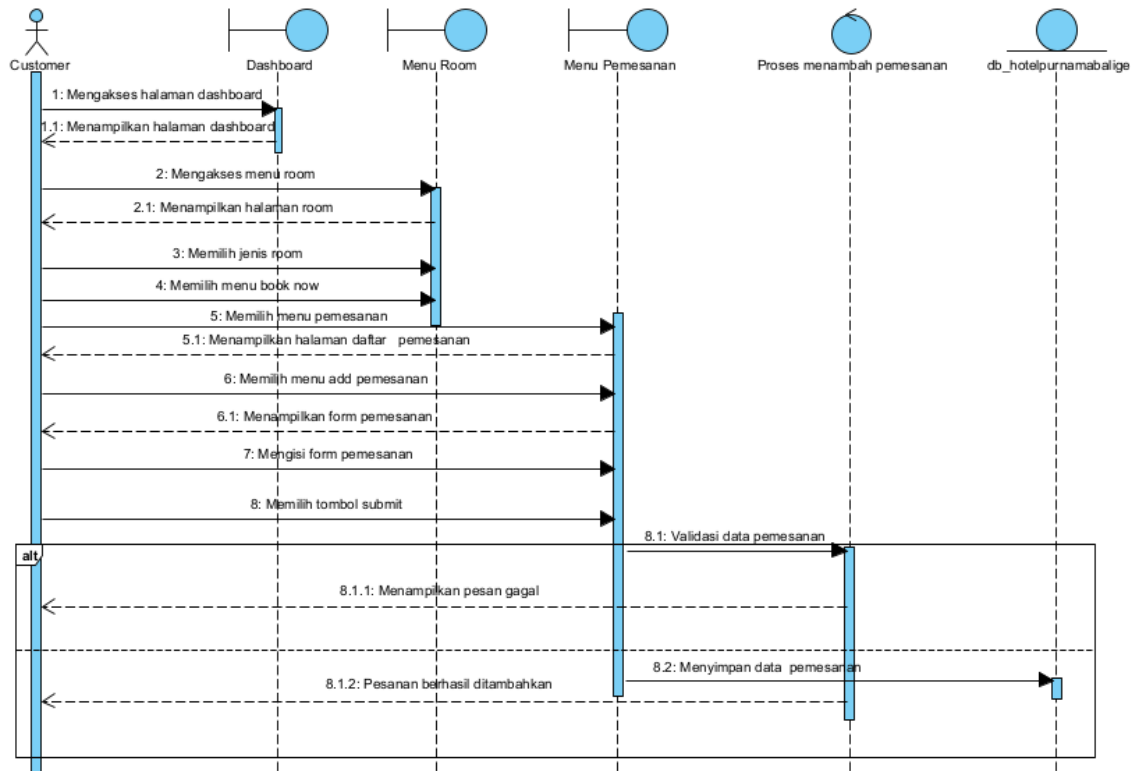 Customer
Dashboard
Menu Room
Menu Pemesanan
Proses menambah pemesanan
db_hotelpurnamabalige
1: Mengakses halaman dashboard
1.1: Menampilkan halaman dashboard
2: Mengakses menu room
2.1: Menampilkan halaman room
3: Memilih jenis room
4: Memilih menu book now
5: Memilih menu pemesanan
5.1: Menampilkan halaman daftar pemesanan
6: Memilih menu add pemesanan
6.1: Menampilkan form pemesanan
7: Mengisi form pemesanan
8: Memilih tombol submit
8.1: Validasi data pemesanan
alt
8.1.1: Menampilkan pesan gagal
8.2: Menyimpan data pemesanan
8.1.2: Pesanan berhasil ditambahkan